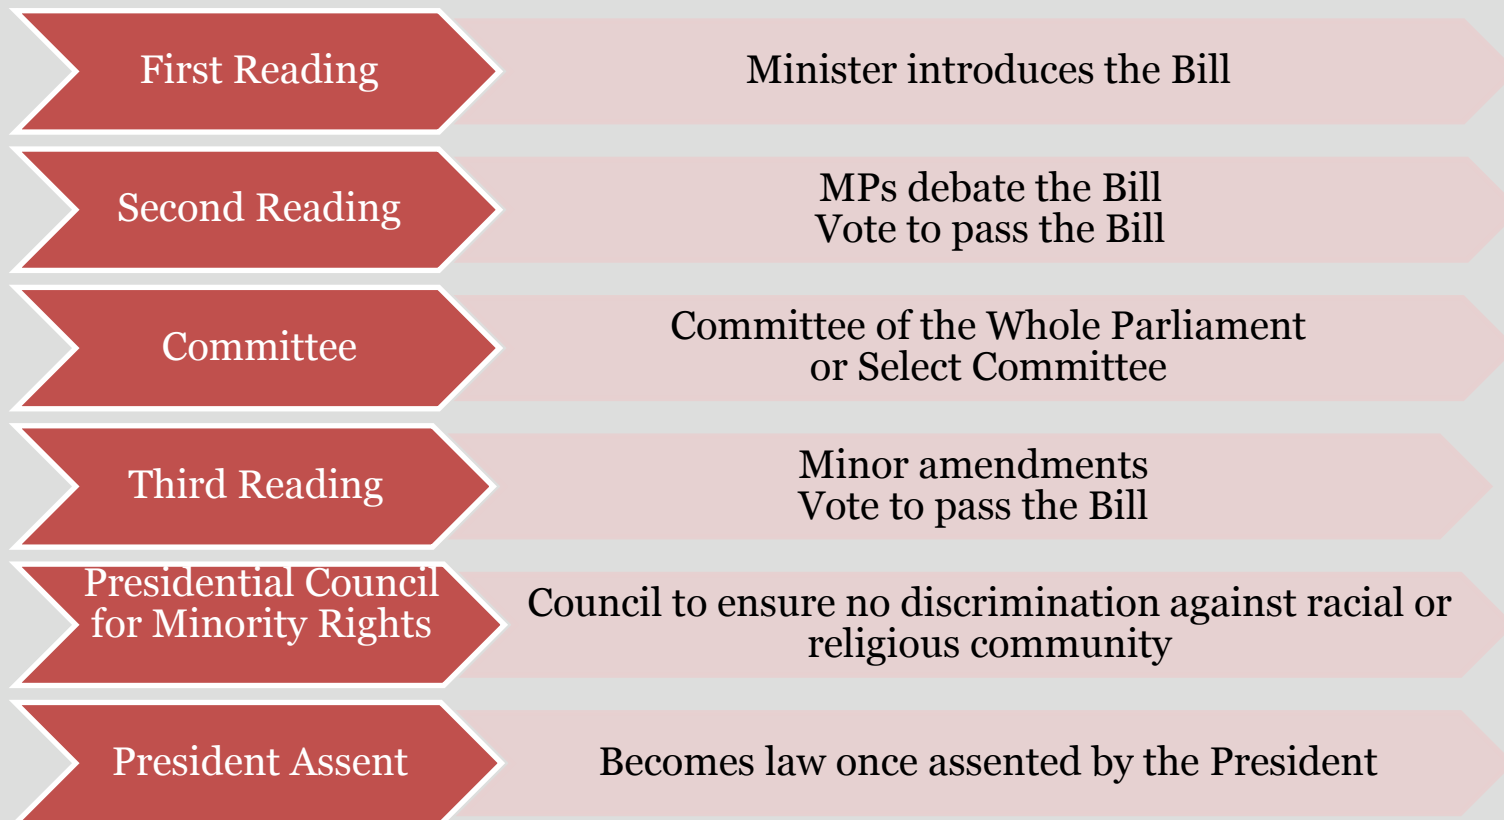 First Reading
Minister introduces the Bill
Second Reading
MPs debate the Bill
Vote to pass the Bill
Committee
Committee of the Whole Parliament
or Select Committee
Third Reading
Minor amendments
Vote to pass the Bill
Presidential Council
for Minority Rights
Council to ensure no discrimination against racial or
religious community
President Assent
Becomes law once assented by the President